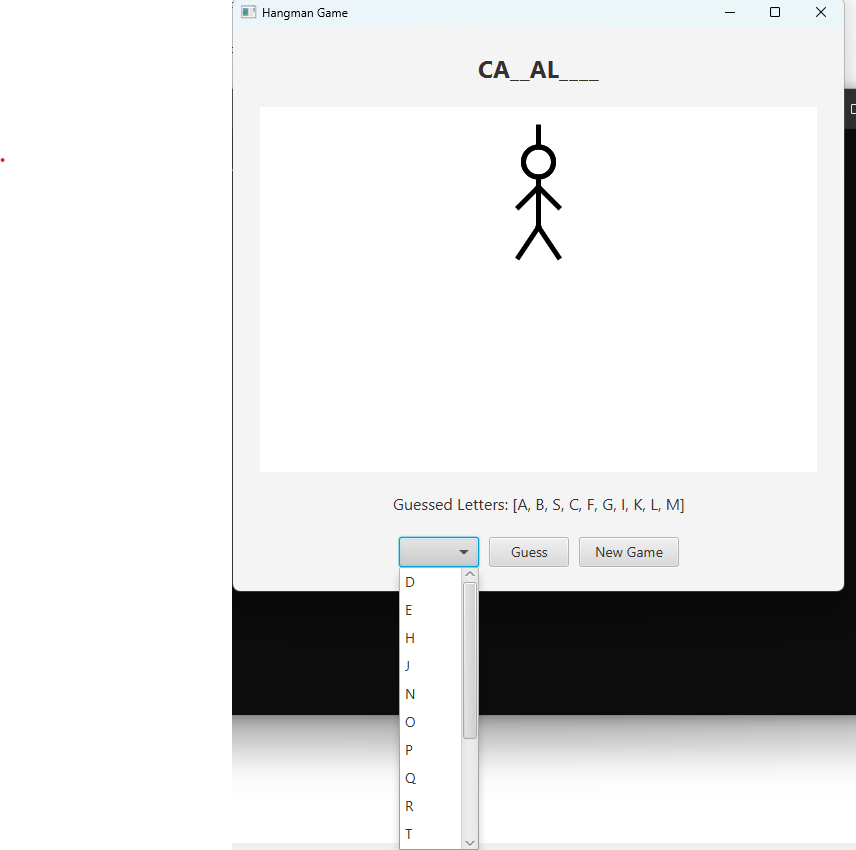 Hangman Game
CA__AL____
Guessed Letters: [A, B, S, C, F, G, I, K, L, M]
Guess
New Game
D
E
H
J
N
O
P
Q
R
T